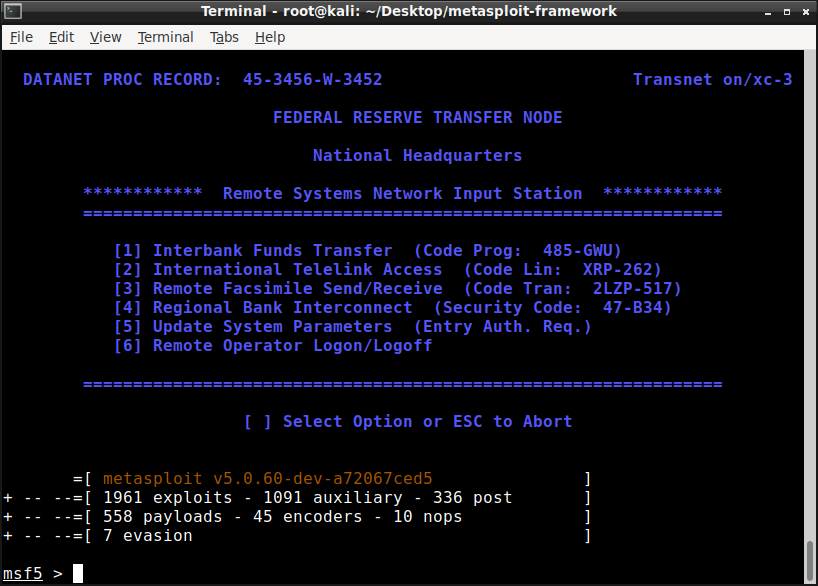 Terminal - root@kali: ~/Desktop/metasploit-framework
File Edit View Terminal Tabs Help
DATANET PROC RECORD:  45-3456-W-3452                         Transnet on/xc-3
FEDERAL RESERVE TRANSFER NODE
National Headquarters
************  Remote Systems Network Input Station  ************
================================================================
[1] Interbank Funds Transfer  (Code Prog:  485-GWU)
[2] International Telelink Access  (Code Lin:  XRP-262)
[3] Remote Facsimile Send/Receive  (Code Tran:  2LZP-517)
[4] Regional Bank Interconnect  (Security Code:  47-B34)
[5] Update System Parameters  (Entry Auth. Req.)
[6] Remote Operator Logon/Logoff
================================================================
[ ] Select Option or ESC to Abort
=[ metasploit v5.0.60-dev-a72067ced5               ]
+ -- --=[ 1961 exploits - 1091 auxiliary - 336 post       ]
+ -- --=[ 558 payloads - 45 encoders - 10 nops            ]
+ -- --=[ 7 evasion                                       ]
msf5 >